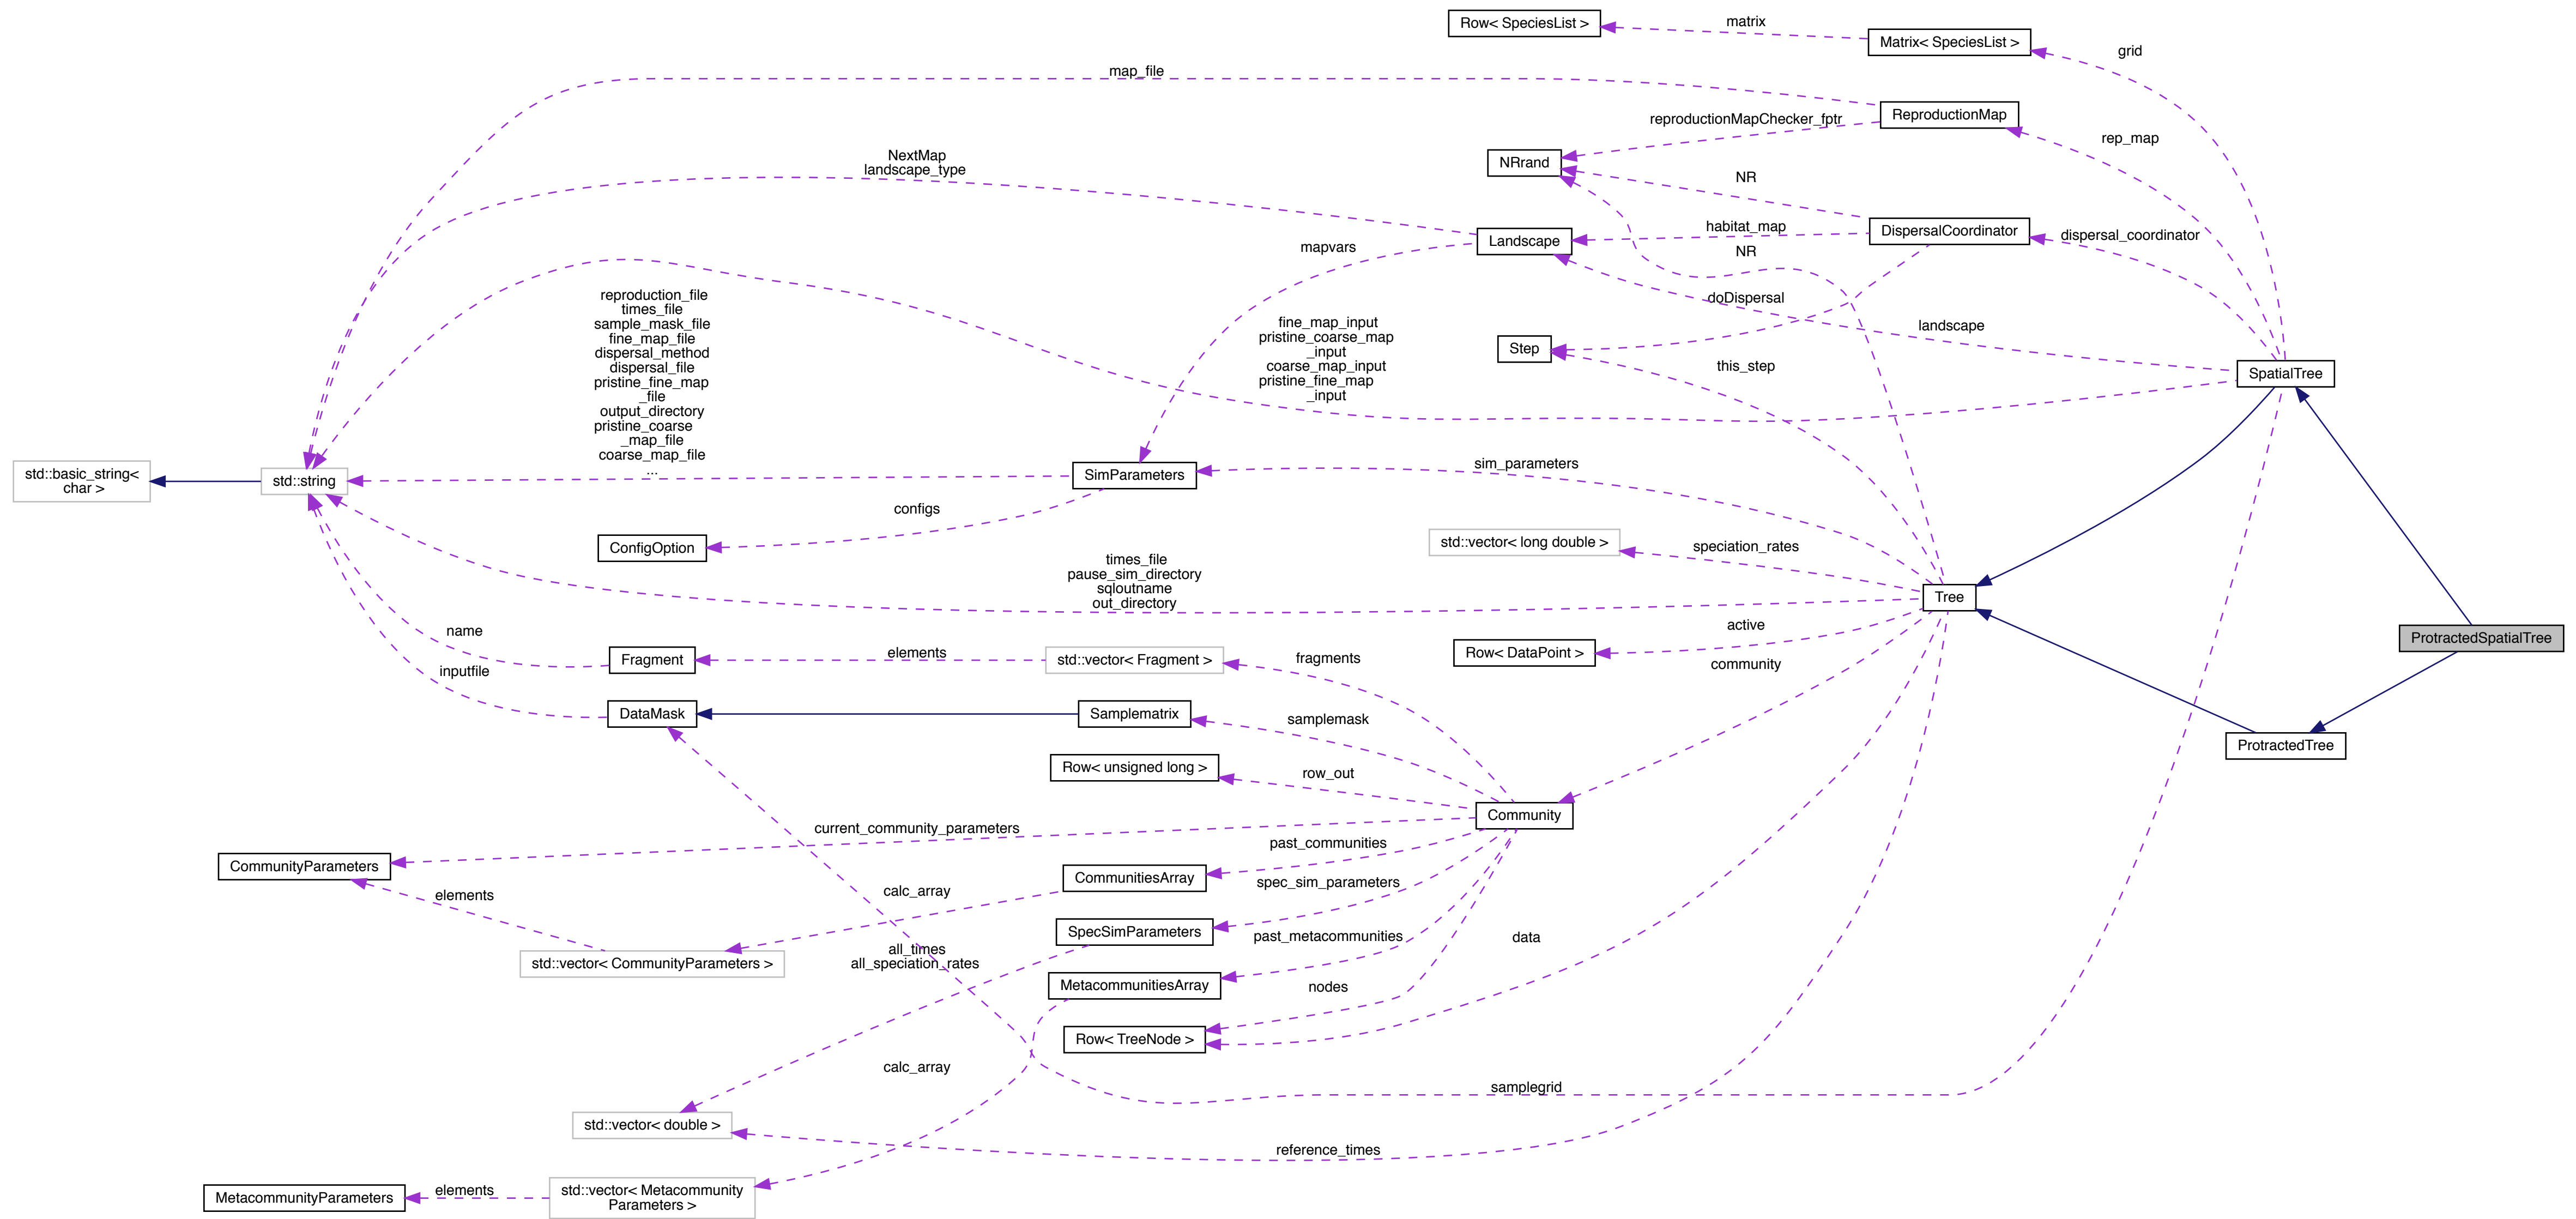 Row< SpeciesList >
matrix
Matrix< SpeciesList >
grid
map_file
ReproductionMap
reproductionMapChecker_fptr
rep_map
NRrand
NextMap
landscape_type
NR
DispersalCoordinator
dispersal_coordinator
habitat_map
Landscape
mapvars
NR
doDispersal
landscape
reproduction_file
times_file
sample_mask_file
fine_map_file
dispersal_method
dispersal_file
pristine_fine_map
_file
output_directory
pristine_coarse
_map_file
coarse_map_file
...
fine_map_input
pristine_coarse_map
_input
coarse_map_input
pristine_fine_map
_input
Step
this_step
SpatialTree
std::basic_string<
char >
std::string
SimParameters
sim_parameters
configs
ConfigOption
std::vector< long double >
speciation_rates
times_file
pause_sim_directory
sqloutname
out_directory
Tree
active
Row< DataPoint >
community
ProtractedSpatialTree
name
Fragment
elements
std::vector< Fragment >
fragments
inputfile
DataMask
Samplematrix
samplemask
ProtractedTree
Row< unsigned long >
row_out
Community
current_community_parameters
past_communities
CommunityParameters
CommunitiesArray
spec_sim_parameters
elements
calc_array
SpecSimParameters
past_metacommunities
data
all_times
all_speciation_rates
std::vector< CommunityParameters >
MetacommunitiesArray
nodes
Row< TreeNode >
calc_array
samplegrid
std::vector< double >
reference_times
MetacommunityParameters
elements
std::vector< Metacommunity
Parameters >